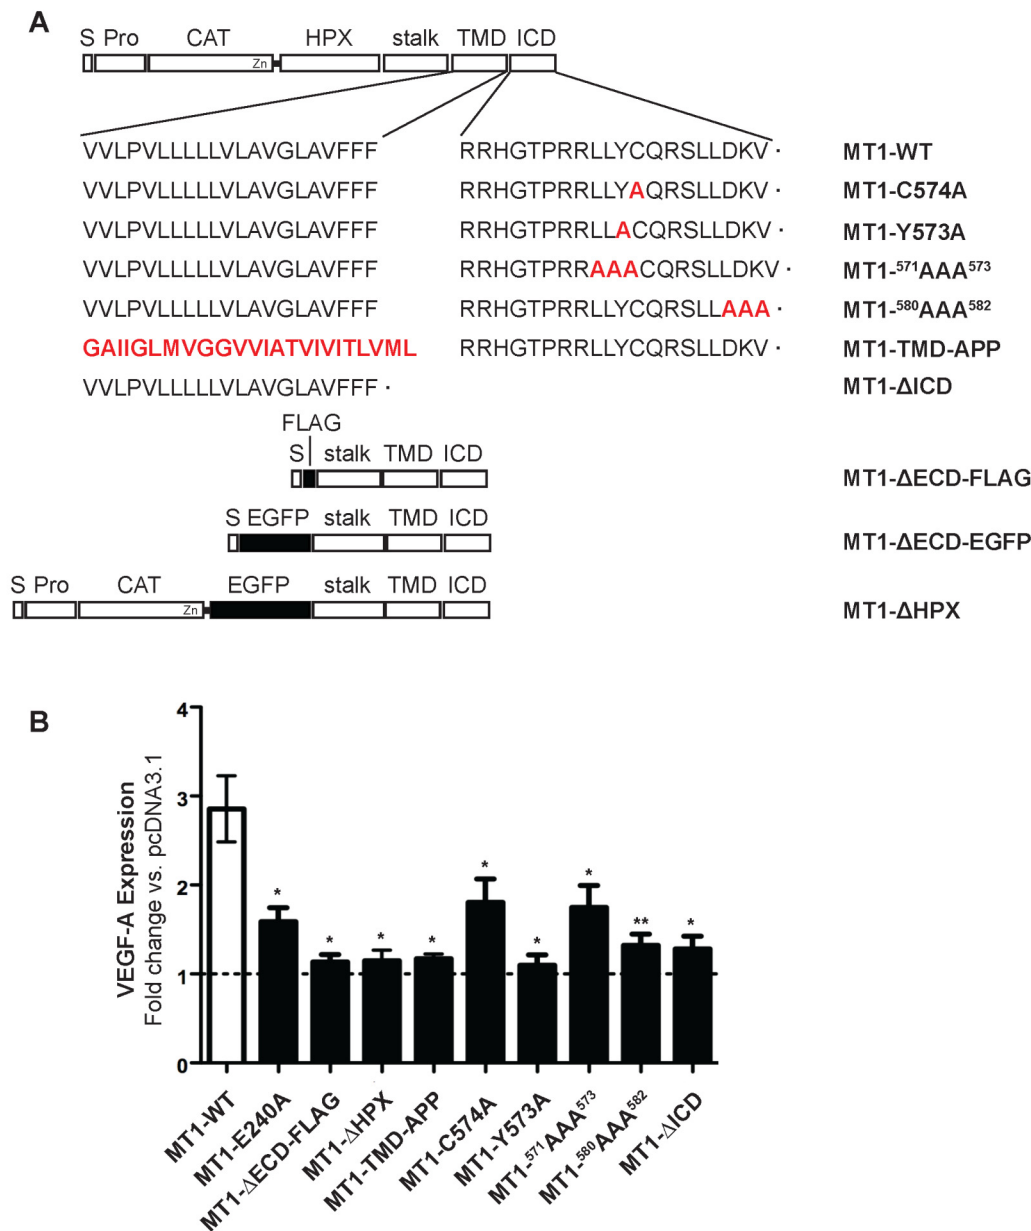 A
S Pro CAT HPX stalk TMD ICD
Zn
VVLPVLLLLLVLAVGLAVFFF RRHGTPRRLLYCQRSLLDKV · MT1-WT
VVLPVLLLLLVLAVGLAVFFF RRHGTPRRLLYAQRSLLDKV · MT1-C574A
VVLPVLLLLLVLAVGLAVFFF RRHGTPRRLLACQRSLLDKV · MT1-Y573A
VVLPVLLLLLVLAVGLAVFFF RRHGTPRRAAACQRSLLDKV · MT1-⁵⁷¹AAA⁵⁷³
VVLPVLLLLLVLAVGLAVFFF RRHGTPRRLLYCQRSLLAAA · MT1-⁵⁸⁰AAA⁵⁸²
GAIIGLMVGGVVIATVIVITLVML RRHGTPRRLLYCQRSLLDKV · MT1-TMD-APP
VVLPVLLLLLVLAVGLAVFFF · MT1-ΔICD
FLAG
S stalk TMD ICD
MT1-ΔECD-FLAG
S EGFP stalk TMD ICD
MT1-ΔECD-EGFP
S Pro CAT EGFP stalk TMD ICD
Zn
MT1-ΔHPX
B
VEGF-A Expression
Fold change vs. pcDNA3.1
4
3
2
1
0
*
*
*
*
*
*
*
**
*
MT1-WT
MT1-E240A
MT1-ΔECD-FLAG
MT1-ΔHPX
MT1-TMD-APP
MT1-C574A
MT1-Y573A
MT1-⁵⁷¹AAA⁵⁷³
MT1-⁵⁸⁰AAA⁵⁸²
MT1-ΔICD